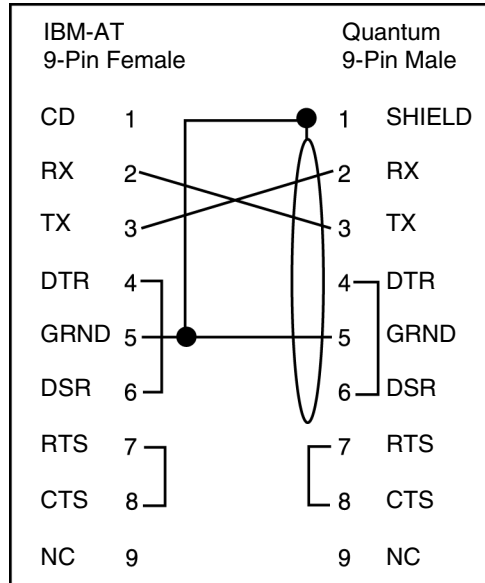 IBM-AT Quantum
9-Pin Female 9-Pin Male
CD 1 1 SHIELD
RX 2 2 RX
TX 3 3 TX
DTR 4 4 DTR
GRND 5 5 GRND
DSR 6 6 DSR
RTS 7 7 RTS
CTS 8 8 CTS
NC 9 9 NC